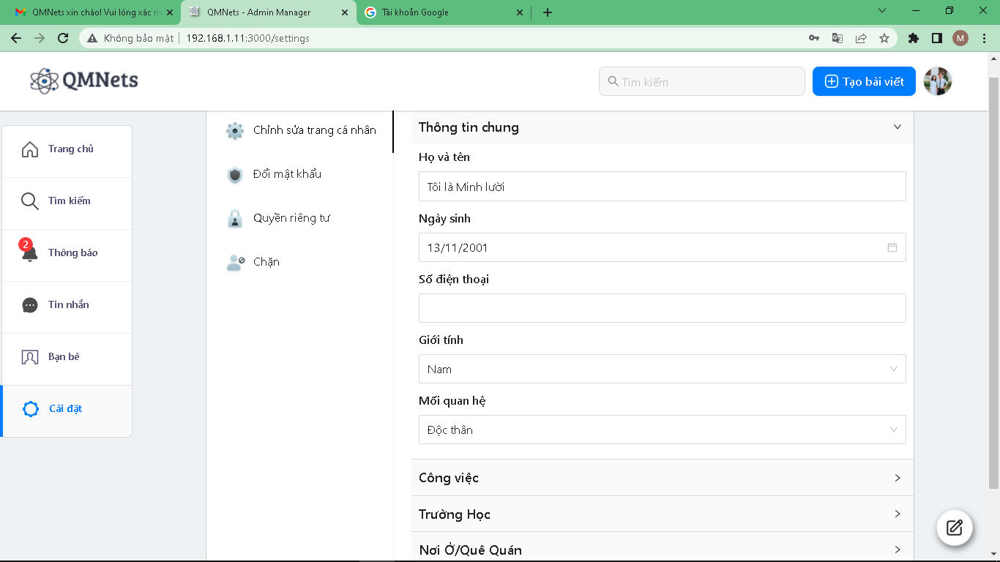 QMNets xin chào! Vui lòng xác m
QMNets - Admin Manager
Tài khoản Google
Không bảo mật
192.168.1.11:3000/settings
M
QMNets
Tìm kiếm
Tạo bài viết
Trang chủ
Tìm kiếm
2
Thông báo
Tin nhắn
Bạn bè
Cài đặt
Chỉnh sửa trang cá nhân
Đổi mật khẩu
Quyền riêng tư
Chặn
Thông tin chung
Họ và tên
Tôi là Minh lười
Ngày sinh
13/11/2001
Số điện thoại
Giới tính
Nam
Mối quan hệ
Độc thân
Công việc
Trường Học
Nơi Ở/Quê Quán